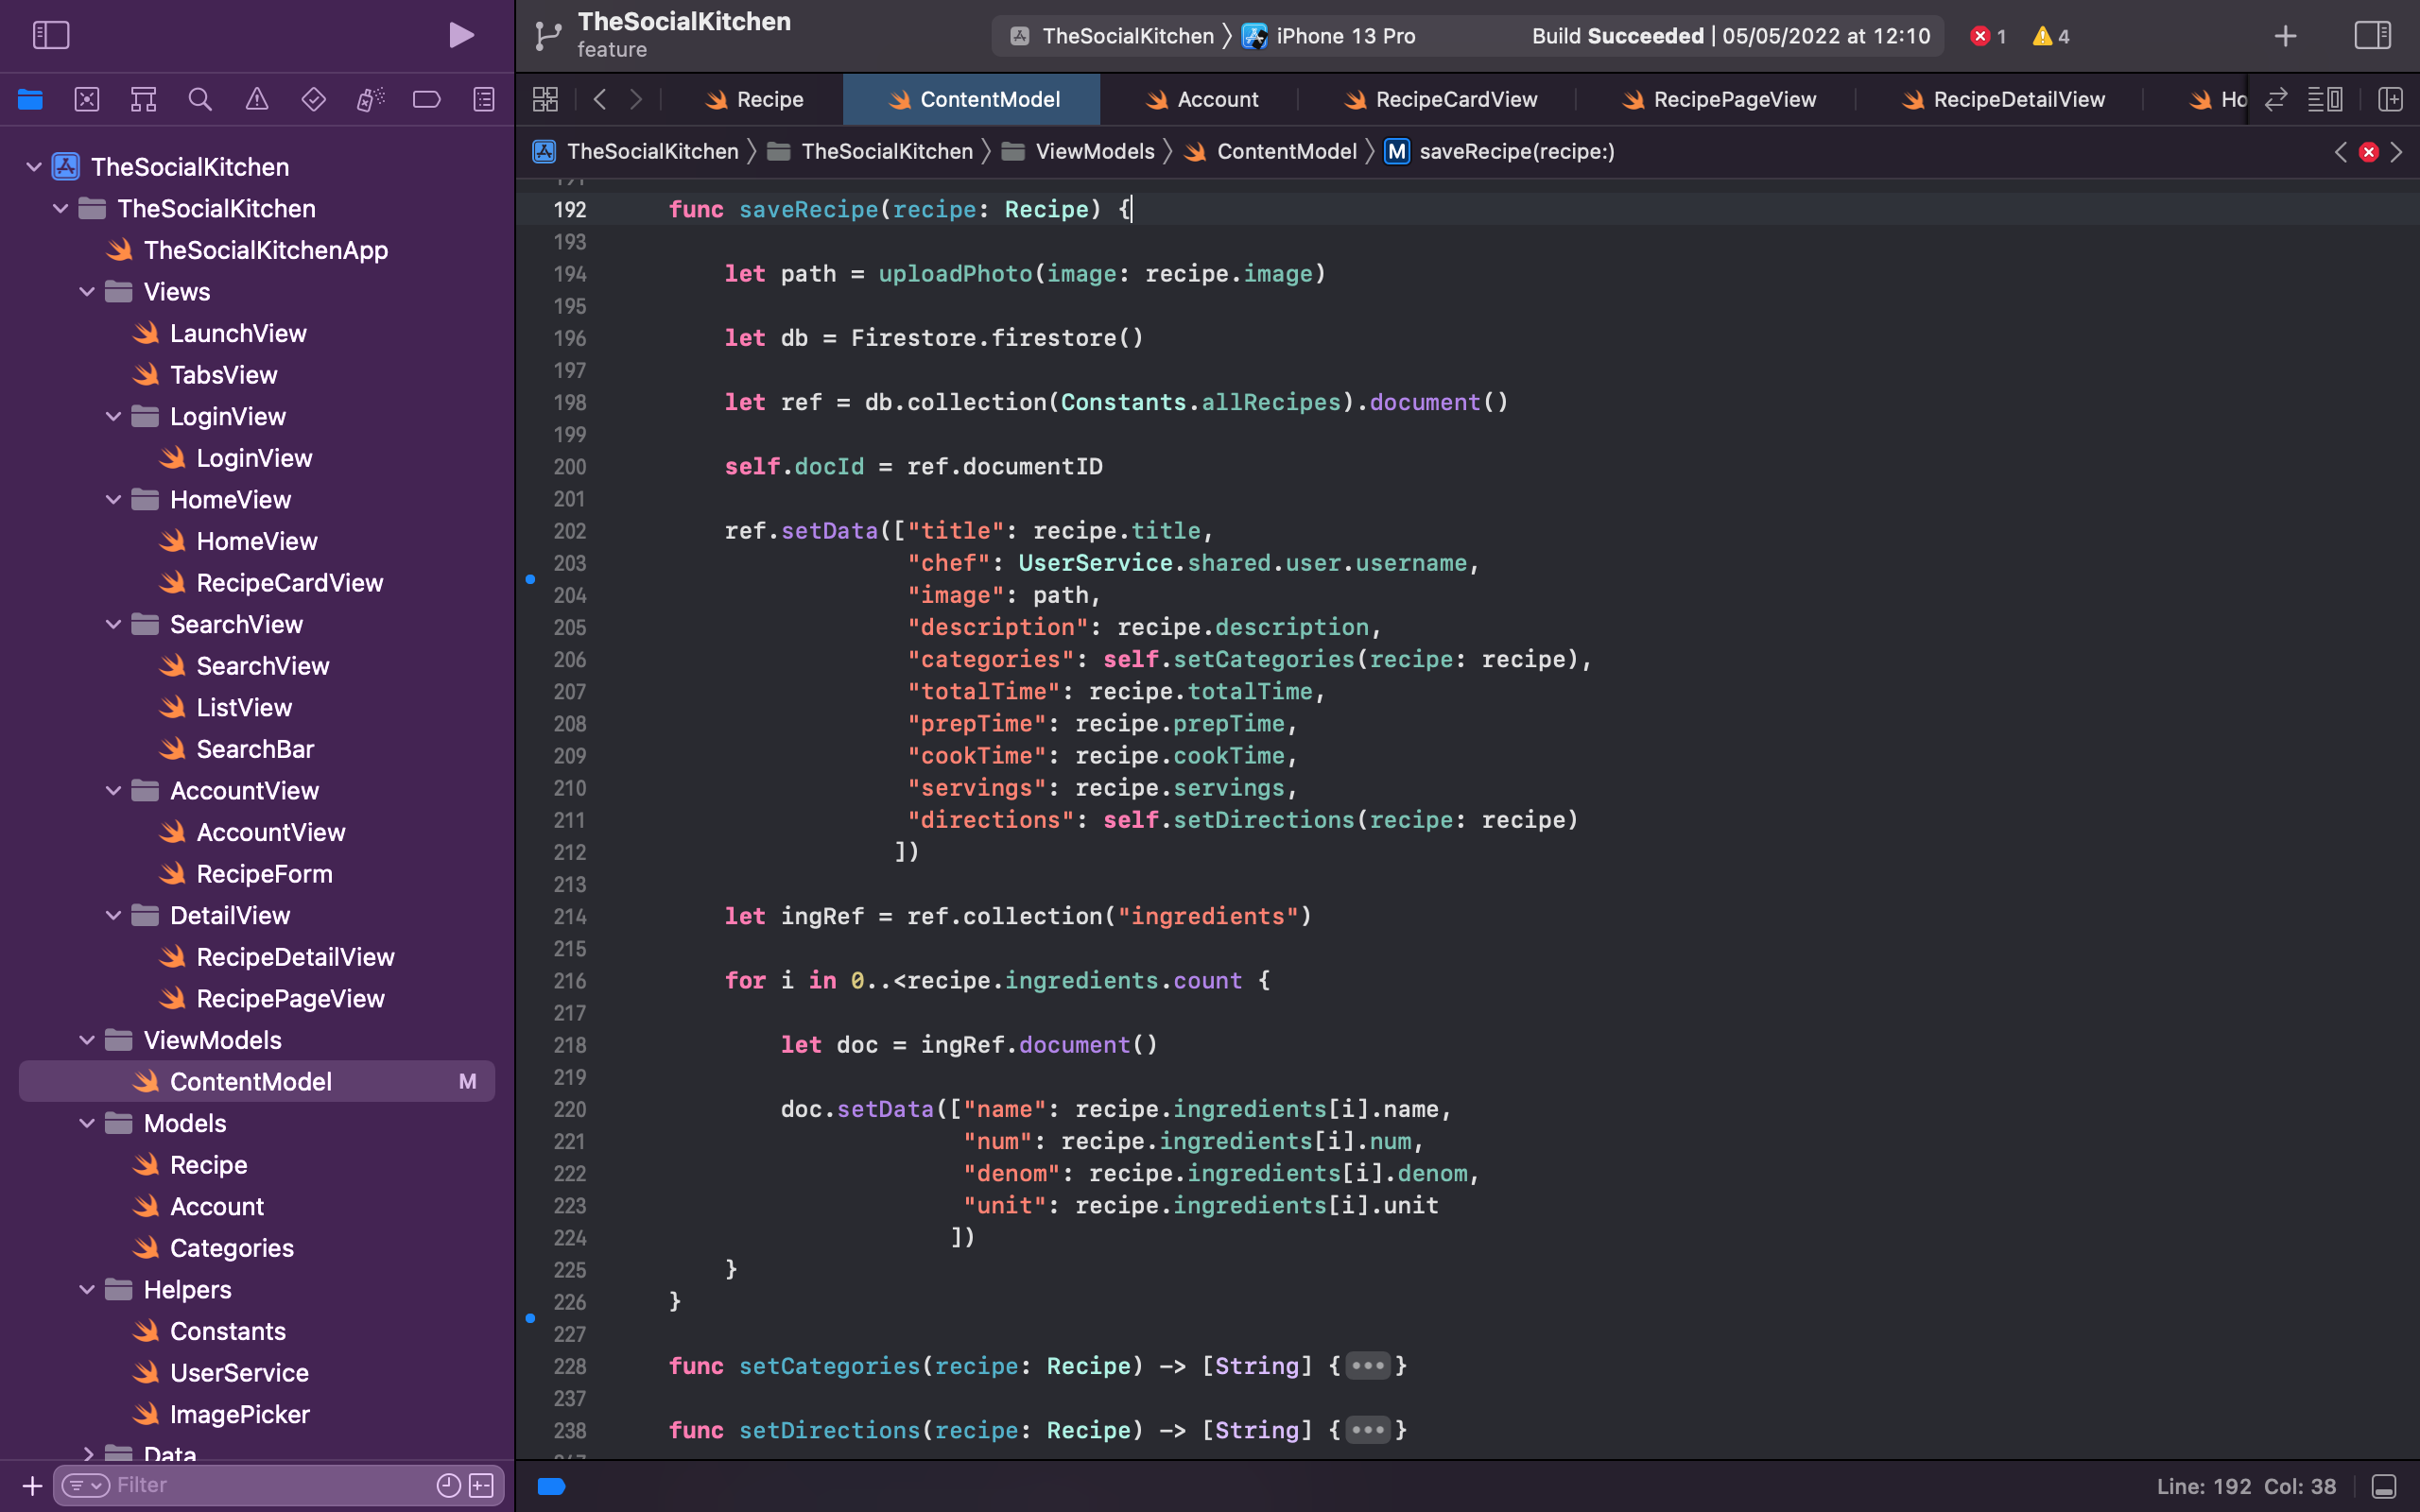 TheSocialKitchen
feature
TheSocialKitchen
iPhone 13 Pro
Build Succeeded | 05/05/2022 at 12:10
1
4
Recipe
ContentModel
Account
RecipeCardView
RecipePageView
RecipeDetailView
Ho
TheSocialKitchen
TheSocialKitchen
ViewModels
ContentModel
M
saveRecipe(recipe:)
TheSocialKitchen
TheSocialKitchen
TheSocialKitchenApp
Views
LaunchView
TabsView
LoginView
LoginView
HomeView
HomeView
RecipeCardView
SearchView
SearchView
ListView
SearchBar
AccountView
AccountView
RecipeForm
DetailView
RecipeDetailView
RecipePageView
ViewModels
ContentModel M
Models
Recipe
Account
Categories
Helpers
Constants
UserService
ImagePicker
Data
Filter
192 func saveRecipe(recipe: Recipe) {
193
194 let path = uploadPhoto(image: recipe.image)
195
196 let db = Firestore.firestore()
197
198 let ref = db.collection(Constants.allRecipes).document()
199
200 self.docId = ref.documentID
201
202 ref.setData(["title": recipe.title,
203 "chef": UserService.shared.user.username,
204 "image": path,
205 "description": recipe.description,
206 "categories": self.setCategories(recipe: recipe),
207 "totalTime": recipe.totalTime,
208 "prepTime": recipe.prepTime,
209 "cookTime": recipe.cookTime,
210 "servings": recipe.servings,
211 "directions": self.setDirections(recipe: recipe)
212 ])
213
214 let ingRef = ref.collection("ingredients")
215
216 for i in 0..<recipe.ingredients.count {
217
218 let doc = ingRef.document()
219
220 doc.setData(["name": recipe.ingredients[i].name,
221 "num": recipe.ingredients[i].num,
222 "denom": recipe.ingredients[i].denom,
223 "unit": recipe.ingredients[i].unit
224 ])
225 }
226 }
227
228 func setCategories(recipe: Recipe) -> [String] {•••}
237
238 func setDirections(recipe: Recipe) -> [String] {•••}
Line: 192 Col: 38